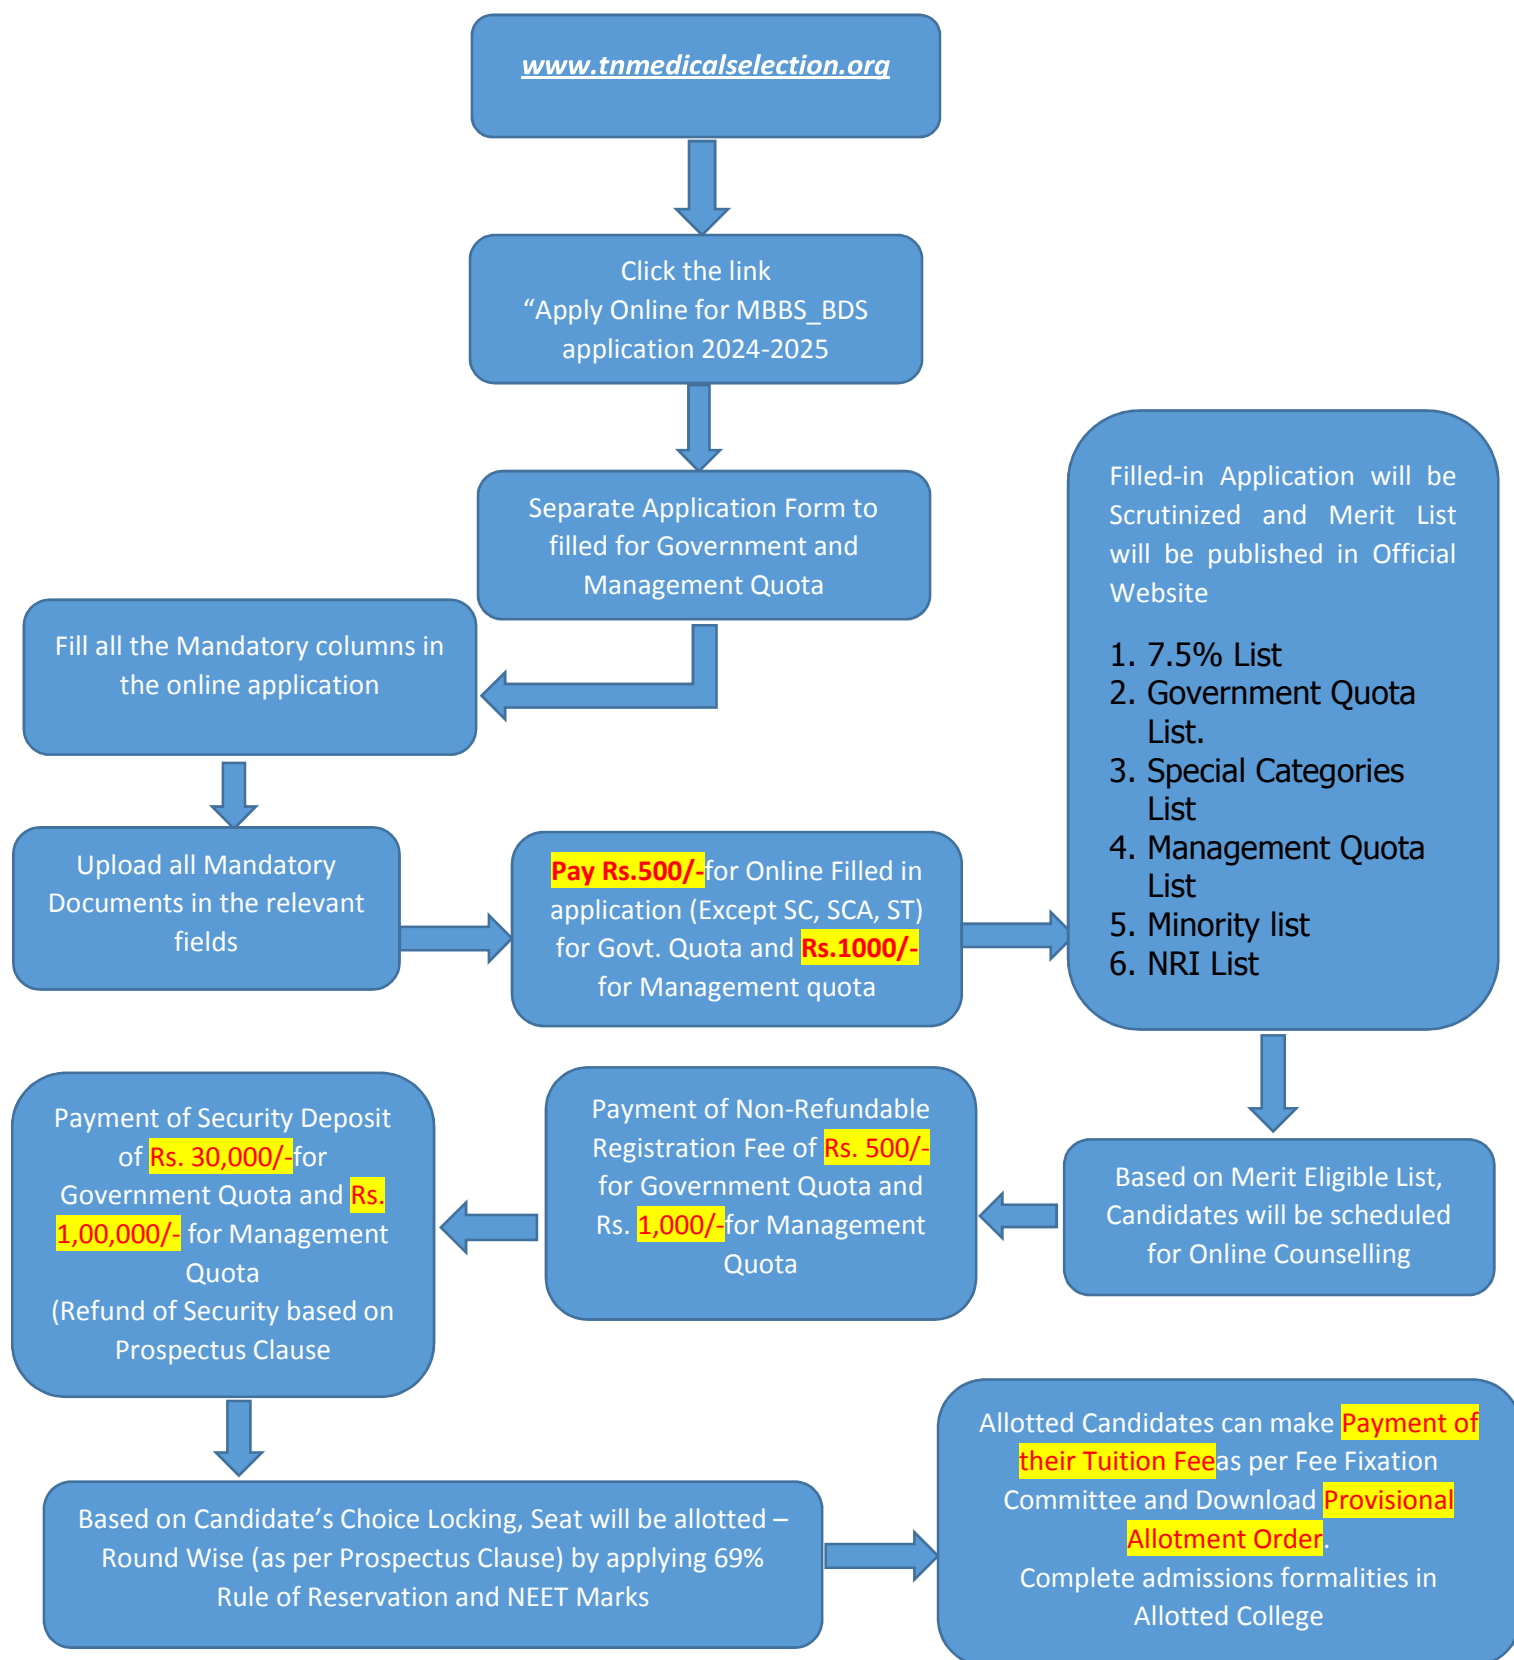 www.tnmedicalselection.org
Click the link
“Apply Online for MBBS_BDS
application 2024-2025
Separate Application Form to
filled for Government and
Management Quota
Fill all the Mandatory columns in
the online application
Upload all Mandatory
Documents in the relevant
fields
Pay Rs.500/-for Online Filled in
application (Except SC, SCA, ST)
for Govt. Quota and Rs.1000/-
for Management quota
Filled-in Application will be
Scrutinized and Merit List
will be published in Official
Website
1. 7.5% List
2. Government Quota
List.
3. Special Categories
List
4. Management Quota
List
5. Minority list
6. NRI List
Based on Merit Eligible List,
Candidates will be scheduled
for Online Counselling
Payment of Non-Refundable
Registration Fee of Rs. 500/-
for Government Quota and
Rs. 1,000/-for Management
Quota
Payment of Security Deposit
of Rs. 30,000/-for
Government Quota and Rs.
1,00,000/- for Management
Quota
(Refund of Security based on
Prospectus Clause
Based on Candidate’s Choice Locking, Seat will be allotted –
Round Wise (as per Prospectus Clause) by applying 69%
Rule of Reservation and NEET Marks
Allotted Candidates can make Payment of
their Tuition Feeas per Fee Fixation
Committee and Download Provisional
Allotment Order.
Complete admissions formalities in
Allotted College